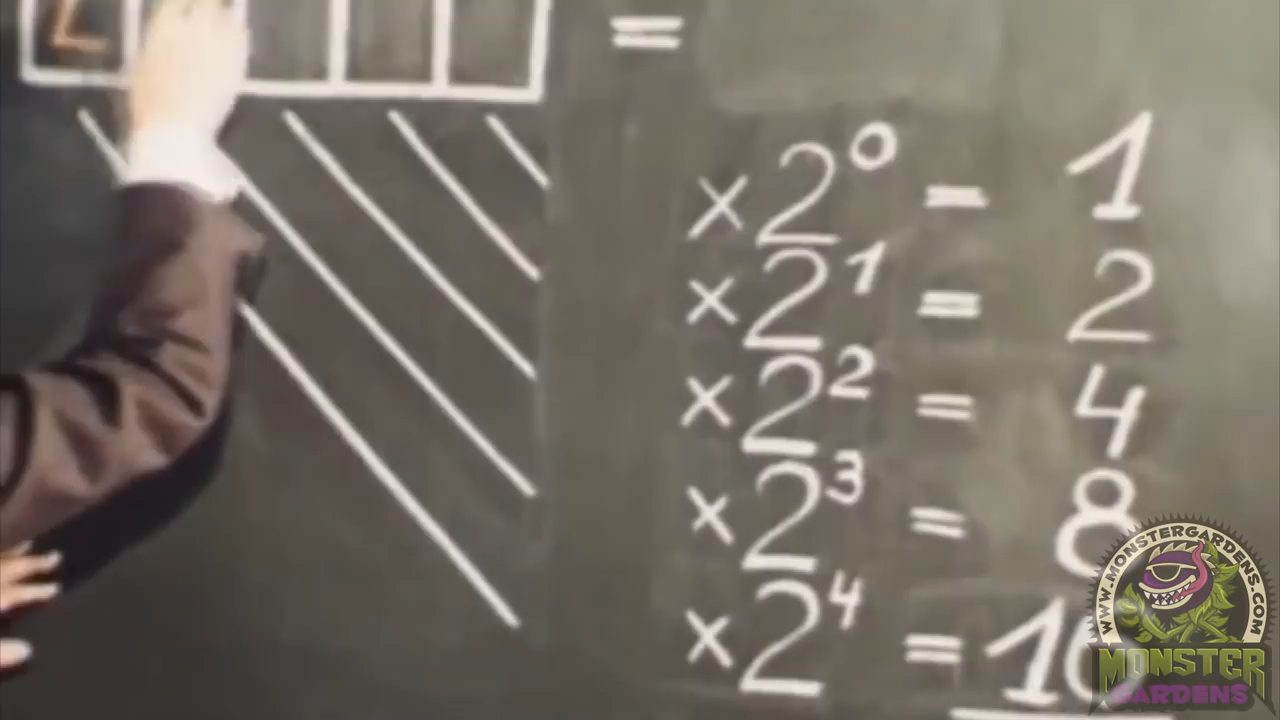 =
×2⁰ = 1
×2¹ = 2
×2² = 4
×2³ = 8
×2⁴ = 16
WWW.MONSTERGARDENS.COM
MONSTER
GARDENS